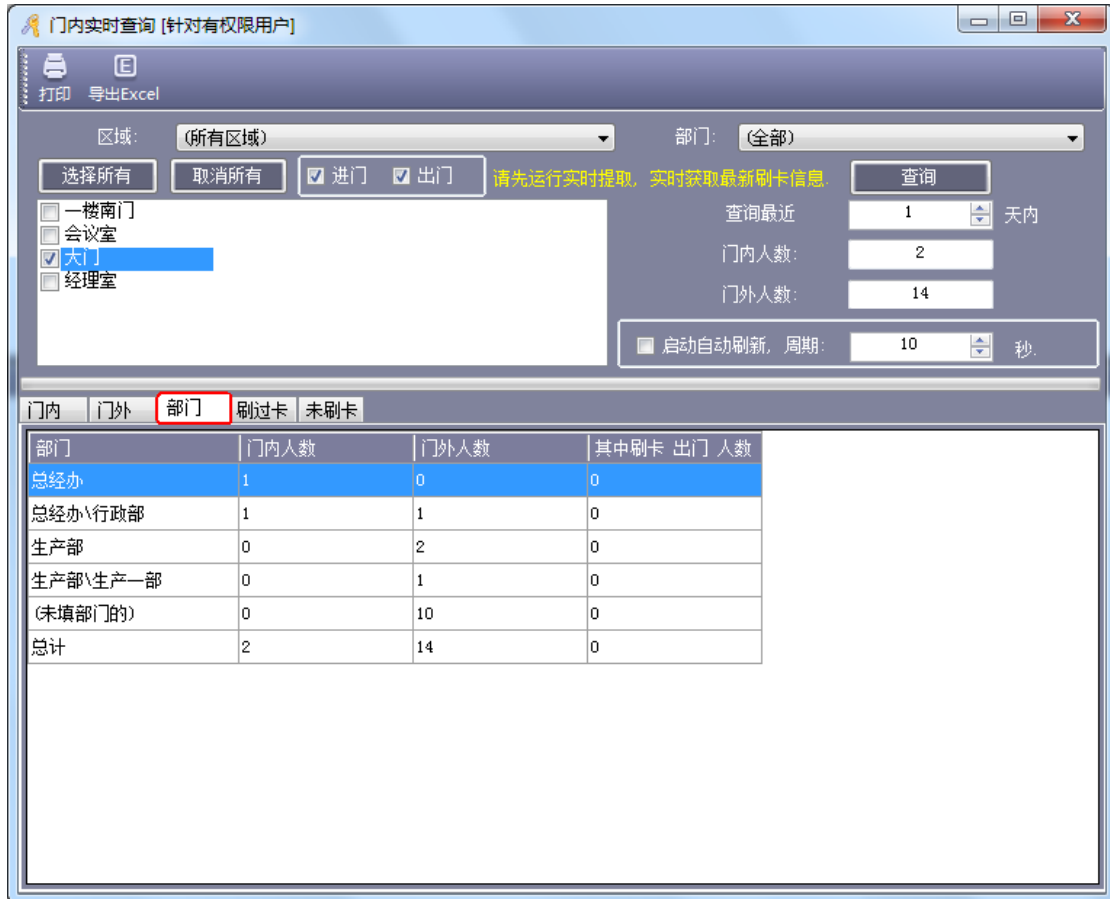 门内实时查询 [针对有权限用户]
打印 导出Excel
区域: (所有区域) 部门: (全部)
选择所有 取消所有 进门 出门 请先运行实时提取, 实时获取最新刷卡信息. 查询
一楼南门
会议室
大门
经理室
查询最近 1 天内
门内人数: 2
门外人数: 14
启动自动刷新, 周期: 10 秒.
门内 门外 部门 刷过卡 未刷卡
部门 门内人数 门外人数 其中刷卡 出门 人数
总经办 1 0 0
总经办\行政部 1 1 0
生产部 0 2 0
生产部\生产一部 0 1 0
(未填部门的) 0 10 0
总计 2 14 0